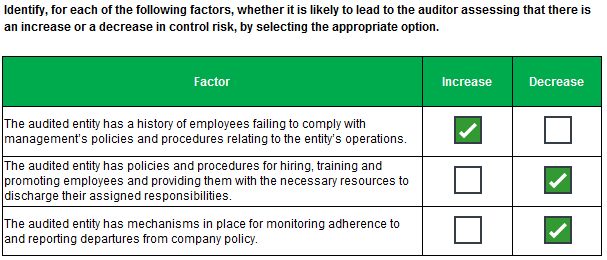 Identify, for each of the following factors, whether it is likely to lead to the auditor assessing that there is
an increase or a decrease in control risk, by selecting the appropriate option.
Factor Increase Decrease
The audited entity has a history of employees failing to comply with
management's policies and procedures relating to the entity's operations.
The audited entity has policies and procedures for hiring, training and
promoting employees and providing them with the necessary resources to
discharge their assigned responsibilities.
The audited entity has mechanisms in place for monitoring adherence to
and reporting departures from company policy.